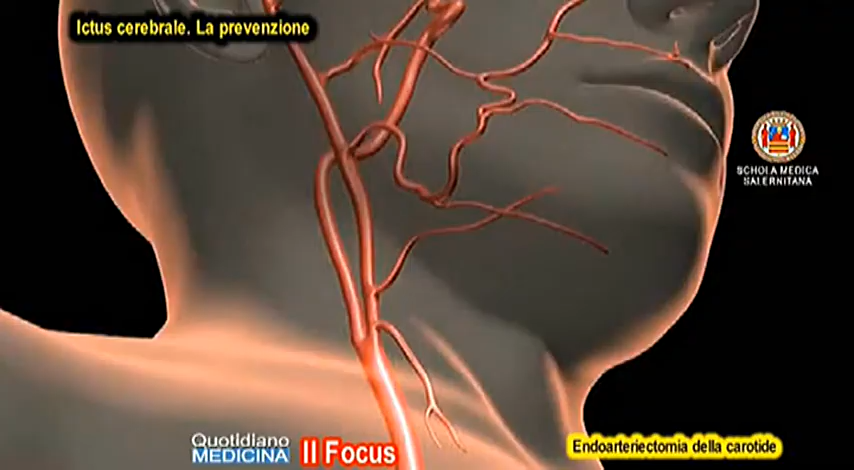 Ictus cerebrale. La prevenzione
SCHOLA MEDICA
SALERNITANA
Quotidiano
MEDICINA
Il Focus
Endoarteriectomia della carotide